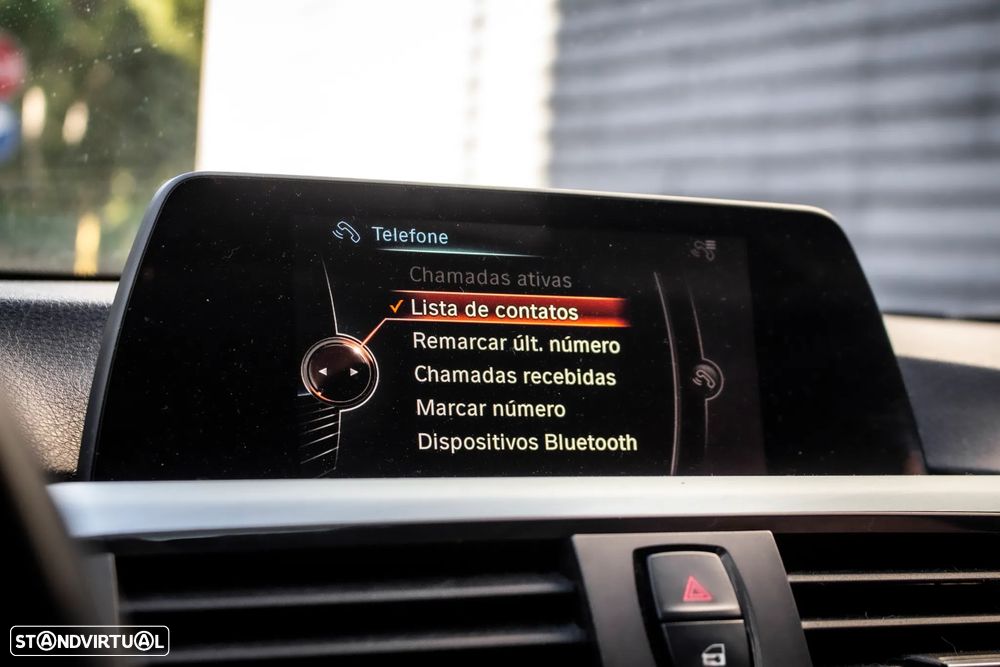 Telefone
Chamadas ativas
Lista de contatos
Remarcar últ. número
Chamadas recebidas
Marcar número
Dispositivos Bluetooth
STANDVIRTUAL